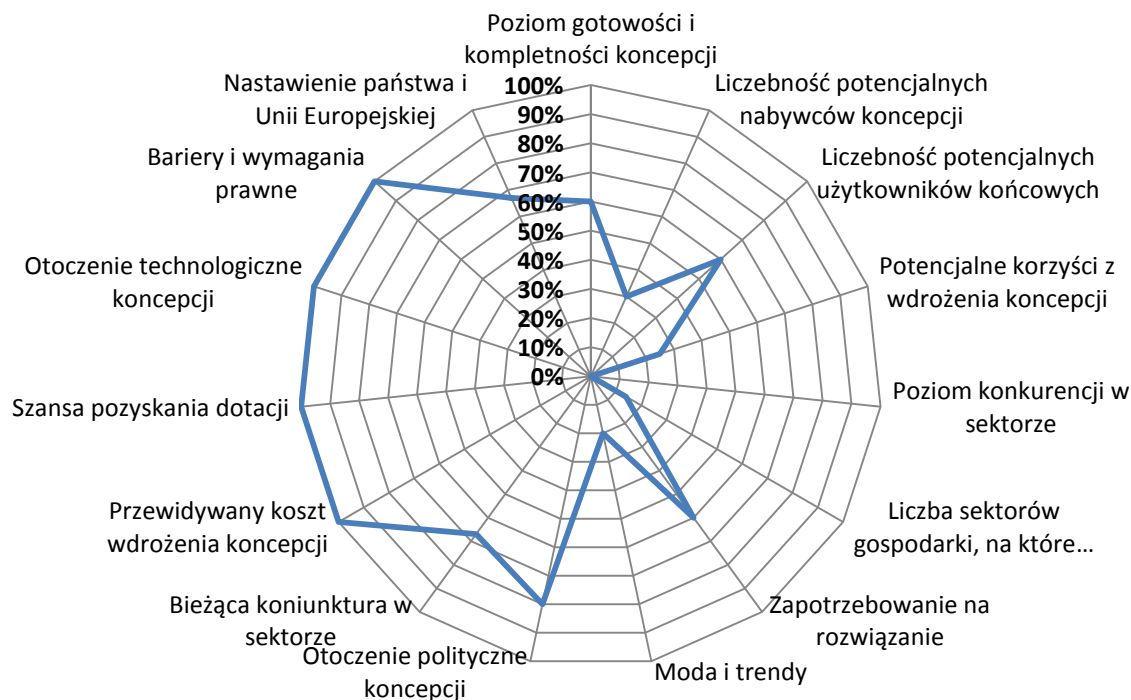 Poziom gotowości i
kompletności koncepcji
Liczebność potencjalnych
nabywców koncepcji
Liczebność potencjalnych
użytkowników końcowych
Potencjalne korzyści z
wdrożenia koncepcji
Poziom konkurencji w
sektorze
Liczba sektorów
gospodarki, na które…
Zapotrzebowanie na
rozwiązanie
Moda i trendy
Otoczenie polityczne
koncepcji
Bieżąca koniunktura w
sektorze
Przewidywany koszt
wdrożenia koncepcji
Szansa pozyskania dotacji
Otoczenie technologiczne
koncepcji
Bariery i wymagania
prawne
Nastawienie państwa i
Unii Europejskiej
100%
90%
80%
70%
60%
50%
40%
30%
20%
10%
0%